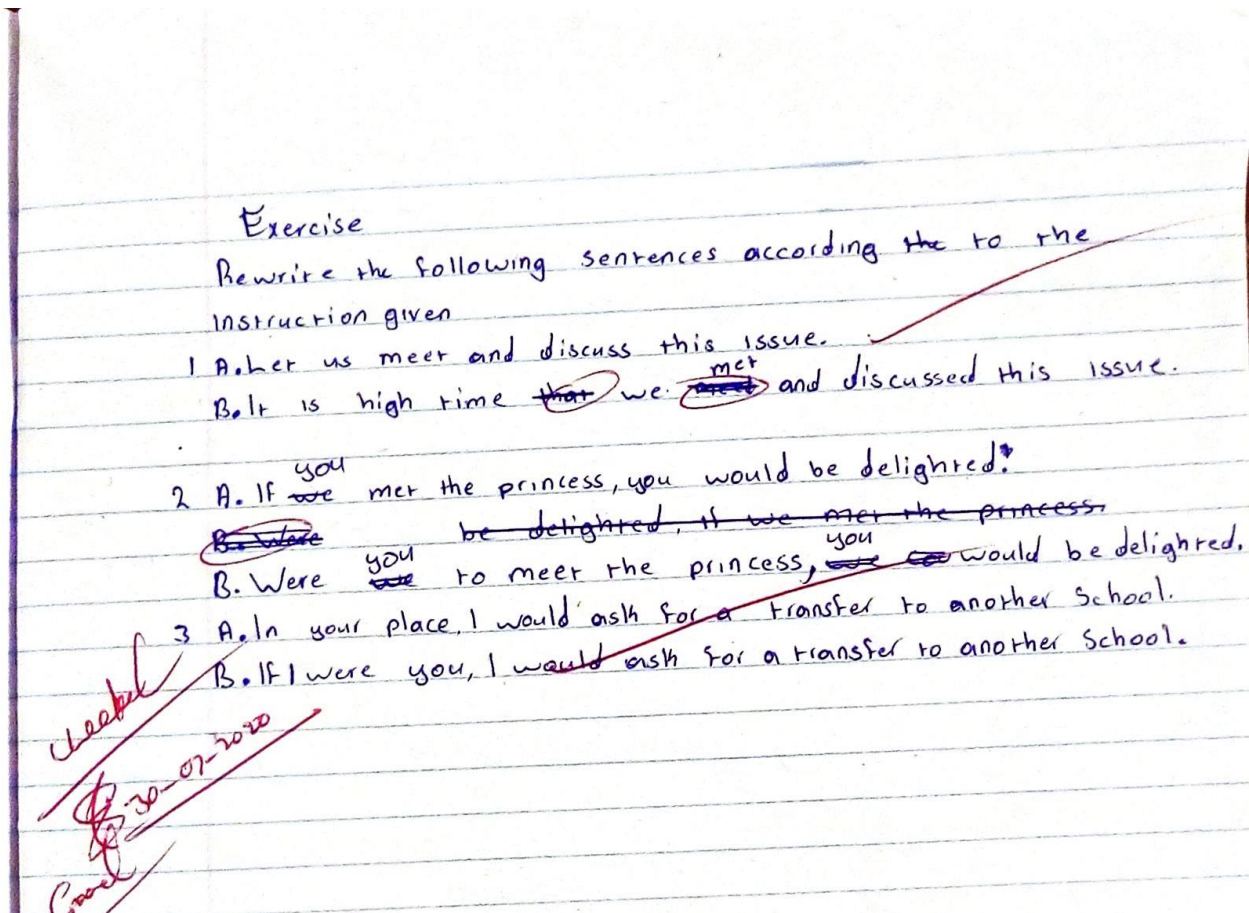 Exercise
Rewrite the following sentences according the to the
Instruction given
1 A. Let us meet and discuss this issue.
B. It is high time that we met and discussed this issue.
2 A. If we you met the princess, you would be delighted.
B. Were be delighted, if we met the princess.
B. Were we you to meet the princess, we you would be delighted.
3 A. In your place, I would ask for a transfer to another School.
B. If I were you, I would ask for a transfer to another School.
checked
30-07-2020
Good